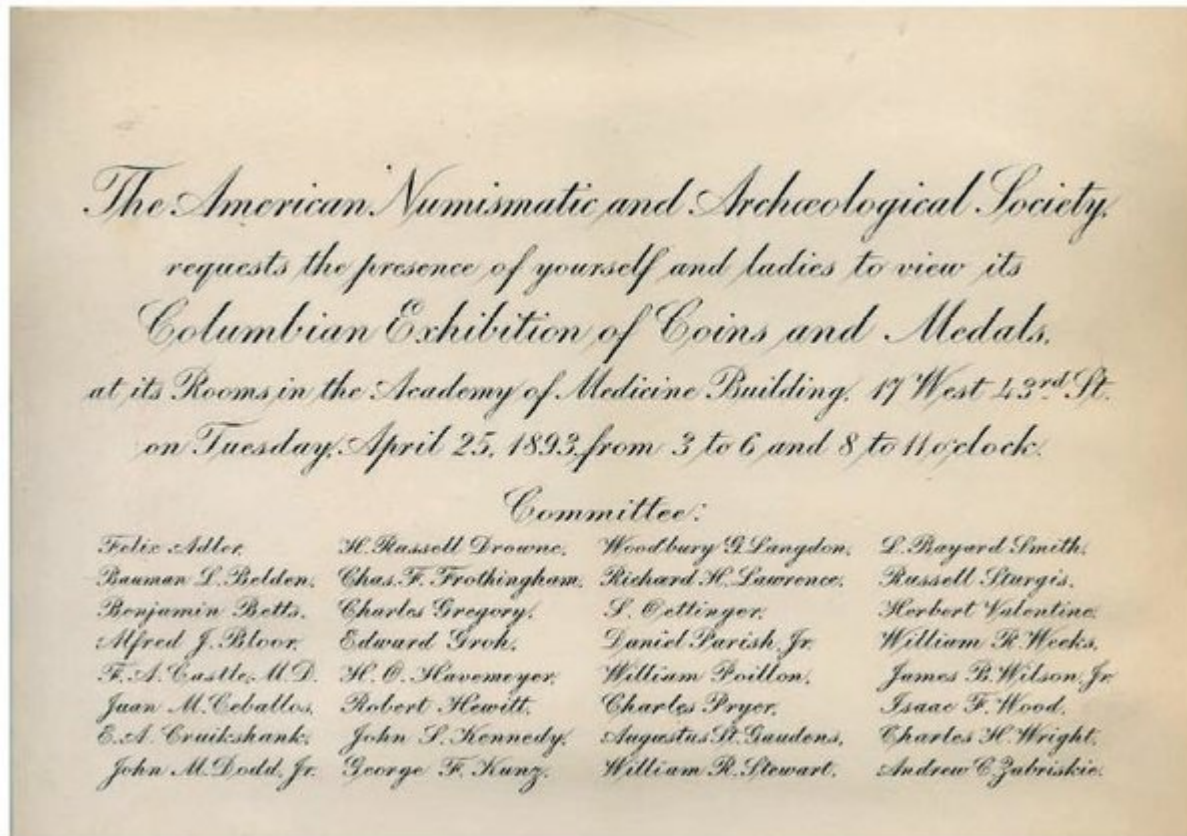 The American Numismatic and Archæological Society,
requests the presence of yourself and ladies to view its
Columbian Exhibition of Coins and Medals,
at its Rooms in the Academy of Medicine Building, 17 West 43rd St.
on Tuesday, April 25, 1893, from 3 to 6 and 8 to 11 o'clock.
Committee:
Felix Adler, H. Russell Drowne, Woodbury G. Langdon, L. Bayard Smith,
Bauman L. Belden, Chas. F. Frothingham, Richard H. Lawrence, Russell Sturgis,
Benjamin Betts, Charles Gregory, S. Oettinger, Herbert Valentine,
Alfred J. Bloor, Edward Groh, Daniel Parish, Jr. William R. Weeks,
F. A. Castle, M. D. H. O. Havemeyer, William Poillon, James B. Wilson, Jr.
Juan M. Ceballos, Robert Hewitt, Charles Pryer, Isaac F. Wood,
E. A. Cruikshank, John S. Kennedy, Augustus St. Gaudens, Charles H. Wright,
John M. Dodd, Jr. George F. Kunz, William R. Stewart, Andrew C. Zabriskie.